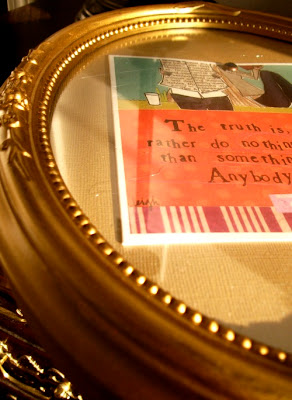 The truth is,
rather do nothin
than somethin
Anybody